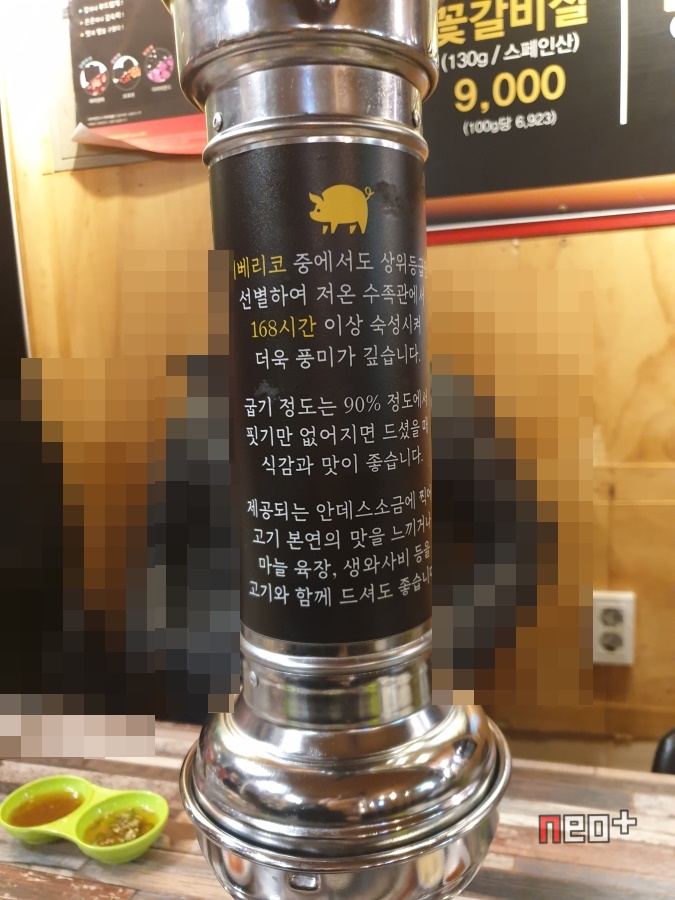 꽃갈비살
(130g / 스페인산)
9,000
(100g당 6,923)
이베리코 중에서도 상위등급
선별하여 저온 수족관에서
168시간 이상 숙성시켜
더욱 풍미가 깊습니다.
굽기 정도는 90% 정도에서
핏기만 없어지면 드셨을 때
식감과 맛이 좋습니다.
제공되는 안데스소금에 찍어
고기 본연의 맛을 느끼거나
마늘 육장, 생와사비 등을
고기와 함께 드셔도 좋습니다
neo+